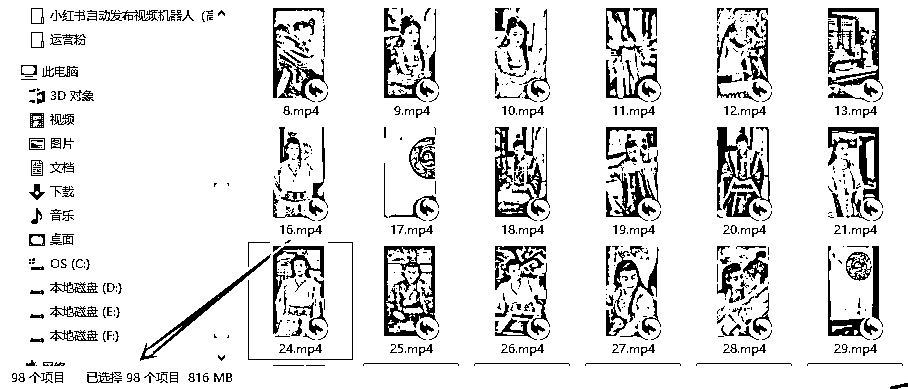 小红书自动发布视频机器人（高
运营粉
此电脑
3D 对象
视频
图片
文档
下载
音乐
桌面
OS (C:)
本地磁盘 (D:)
本地磁盘 (E:)
本地磁盘 (F:)
网络
8.mp4 9.mp4 10.mp4 11.mp4 12.mp4 13.mp4
16.mp4 17.mp4 18.mp4 19.mp4 20.mp4 21.mp4
24.mp4 25.mp4 26.mp4 27.mp4 28.mp4 29.mp4
98 个项目 已选择 98 个项目 816 MB